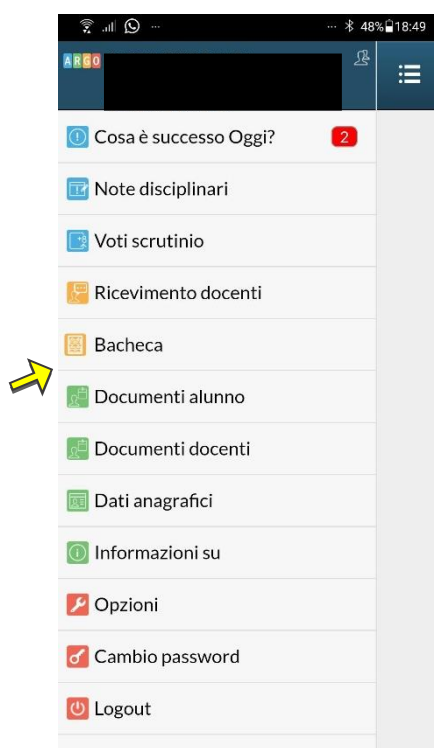 ... ... 48% 18:49
ARGO
Cosa è successo Oggi? 2
Note disciplinari
Voti scrutinio
Ricevimento docenti
Bacheca
Documenti alunno
Documenti docenti
Dati anagrafici
Informazioni su
Opzioni
Cambio password
Logout